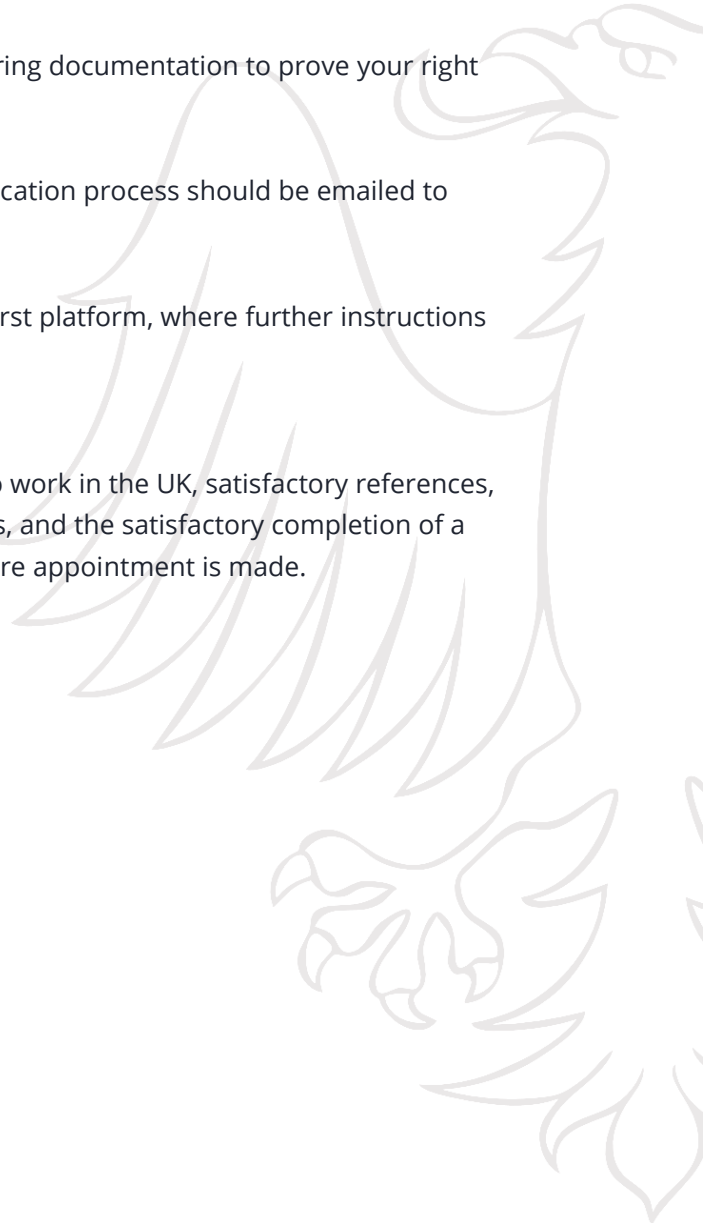 ring documentation to prove your right
cation process should be emailed to
rst platform, where further instructions
work in the UK, satisfactory references,
, and the satisfactory completion of a
re appointment is made.